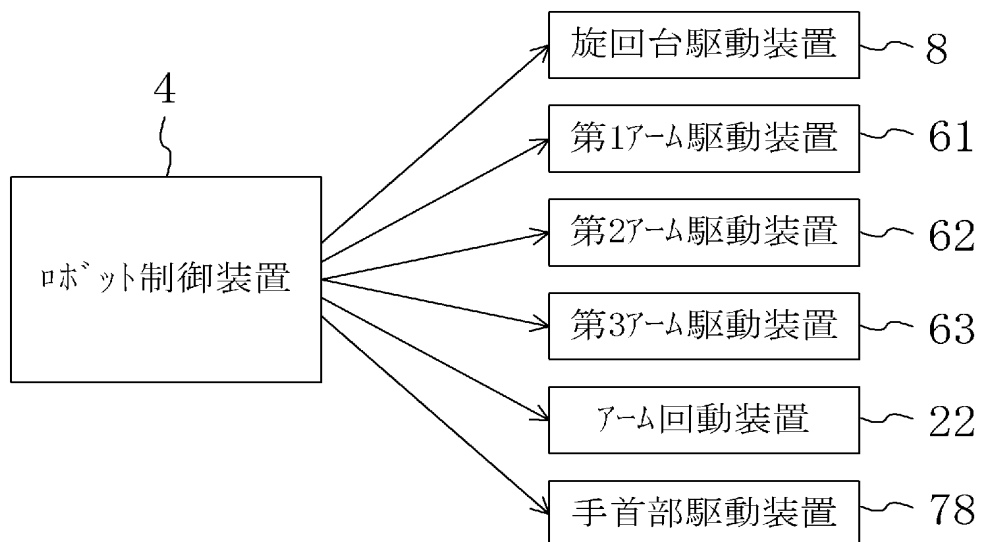 旋回台駆動装置 8
4
第1アーム駆動装置 61
第2アーム駆動装置 62
ロボット制御装置
第3アーム駆動装置 63
アーム回動装置 22
手首部駆動装置 78